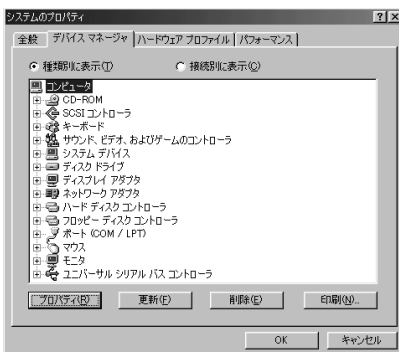 システムのプロパティ
全般 デバイス マネージャ ハードウェア プロファイル パフォーマンス
種類別に表示(T) 接続別に表示(C)
コンピュータ
CD-ROM
SCSI コントローラ
キーボード
サウンド、ビデオ、およびゲームのコントローラ
システム デバイス
ディスク ドライブ
ディスプレイ アダプタ
ネットワーク アダプタ
ハード ディスク コントローラ
フロッピー ディスク コントローラ
ポート (COM / LPT)
マウス
モニタ
ユニバーサル シリアル バス コントローラ
プロパティ(R) 更新(F) 削除(E) 印刷(N)...
OK キャンセル